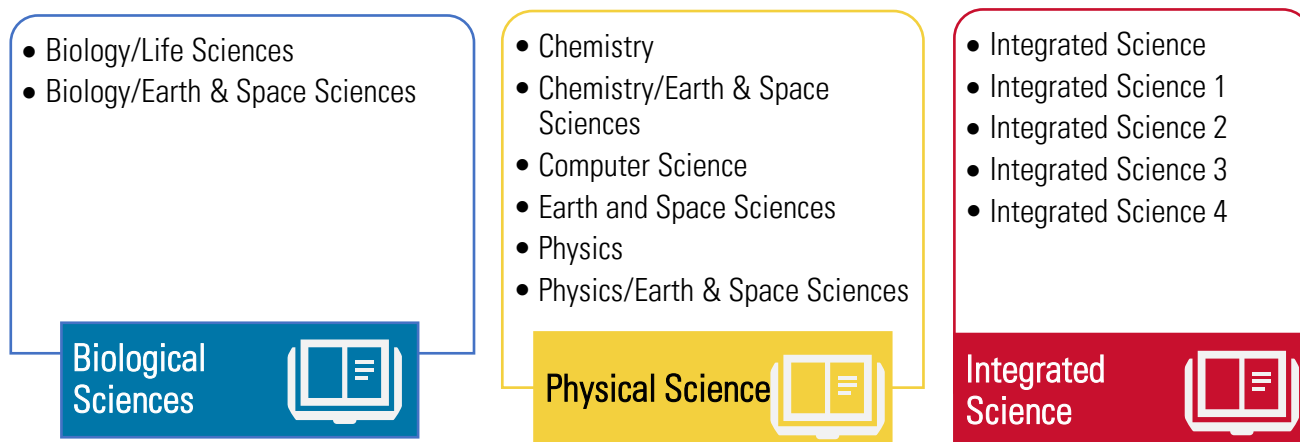 • Biology/Life Sciences
• Biology/Earth & Space Sciences
Biological
Sciences
• Chemistry
• Chemistry/Earth & Space
Sciences
• Computer Science
• Earth and Space Sciences
• Physics
• Physics/Earth & Space Sciences
Physical Science
• Integrated Science
• Integrated Science 1
• Integrated Science 2
• Integrated Science 3
• Integrated Science 4
Integrated
Science